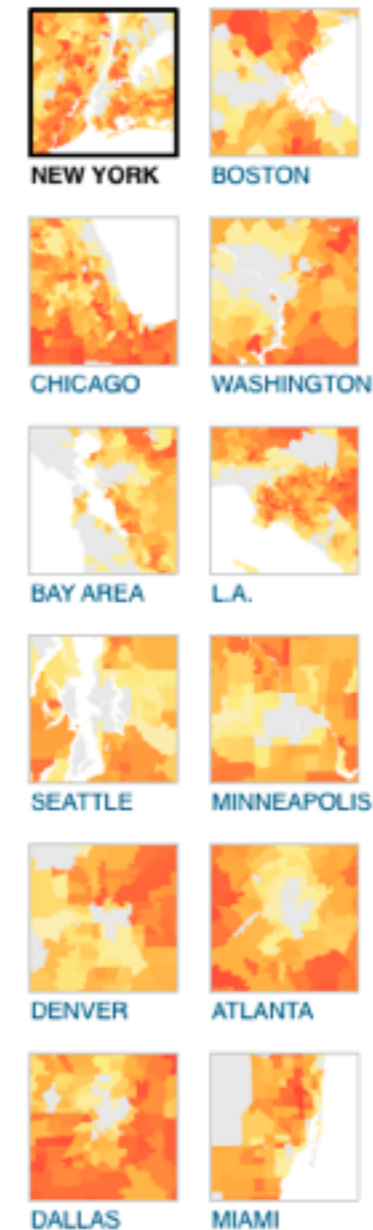 NEW YORK
BOSTON
CHICAGO
WASHINGTON
BAY AREA
L.A.
SEATTLE
MINNEAPOLIS
DENVER
ATLANTA
DALLAS
MIAMI